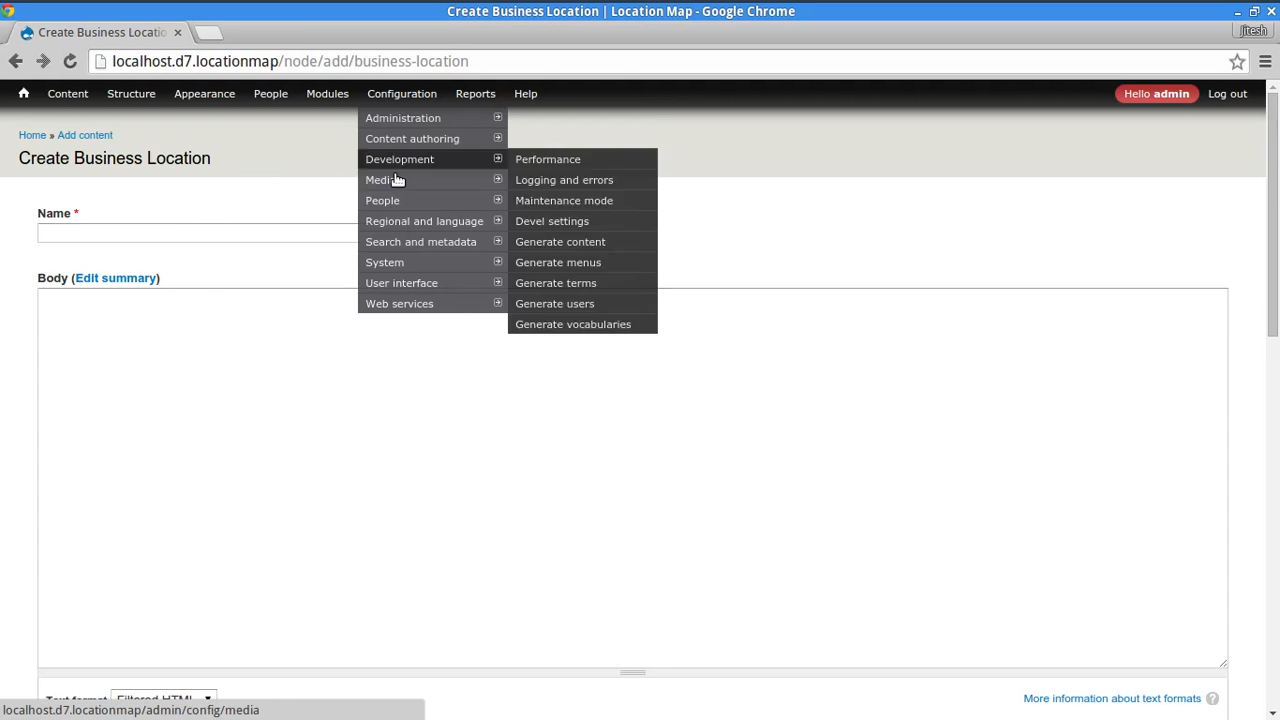 Create Business Location | Location Map - Google Chrome
Create Business Locatio
Jitesh
localhost.d7.locationmap/node/add/business-location
Content Structure Appearance People Modules Configuration Reports Help Hello admin Log out
Administration
Home » Add content
Content authoring
Create Business Location
Development Performance
Logging and errors
People Maintenance mode
Name *
Regional and language Devel settings
Search and metadata Generate content
System Generate menus
Body (Edit summary)
User interface Generate terms
Web services Generate users
Generate vocabularies
More information about text formats ?
localhost.d7.locationmap/admin/config/media